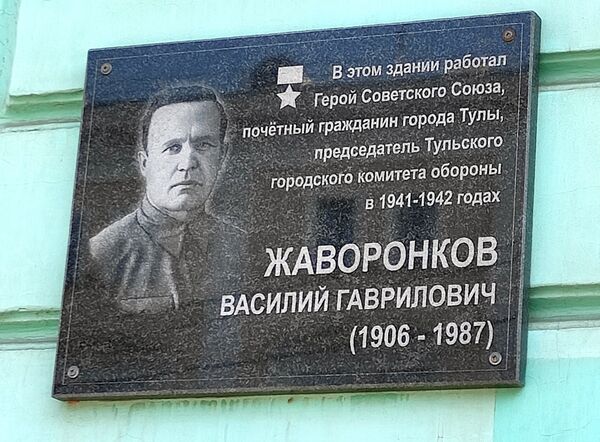 В этом здании работал
Герой Советского Союза,
почётный гражданин города Тулы,
председатель Тульского
городского комитета обороны
в 1941-1942 годах
ЖАВОРОНКОВ
ВАСИЛИЙ ГАВРИЛОВИЧ
(1906 - 1987)